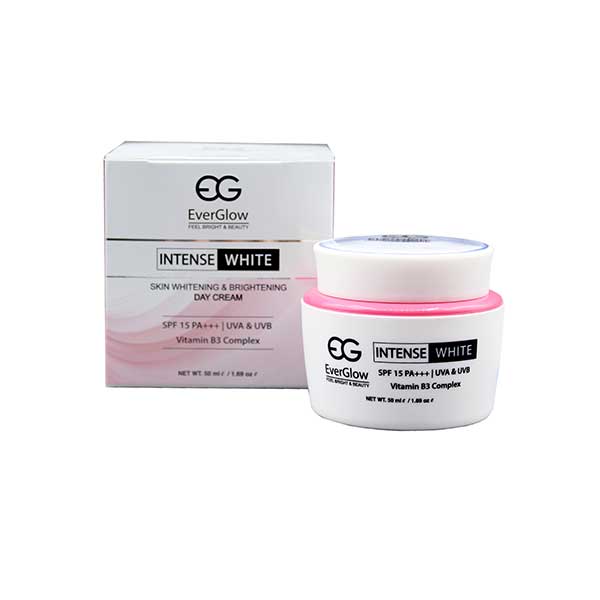 EG
EverGlow
FEEL BRIGHT & BEAUTY
INTENSE WHITE
SKIN WHITENING & BRIGHTENING
DAY CREAM
SPF 15 PA+++ | UVA & UVB
Vitamin B3 Complex
NET WT. 50 ml e / 1.69 oz e
EG
EverGlow
FEEL BRIGHT & BEAUTY
INTENSE WHITE
SPF 15 PA+++ | UVA & UVB
Vitamin B3 Complex
NET WT. 50 ml e / 1.69 oz e